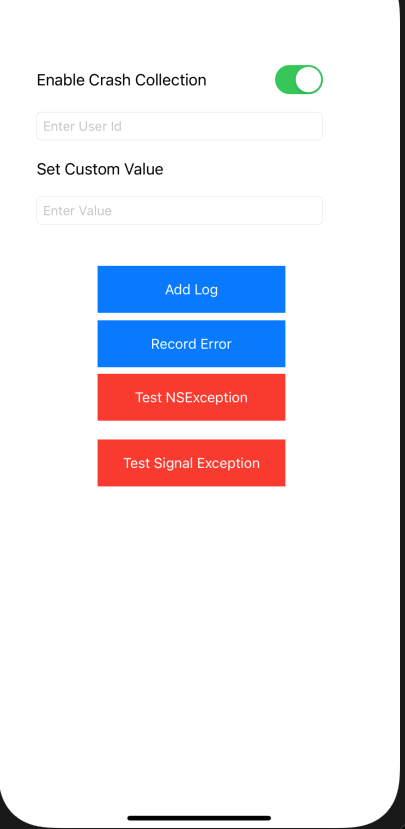 Enable Crash Collection
Enter User Id
Set Custom Value
Enter Value
Add Log
Record Error
Test NSException
Test Signal Exception